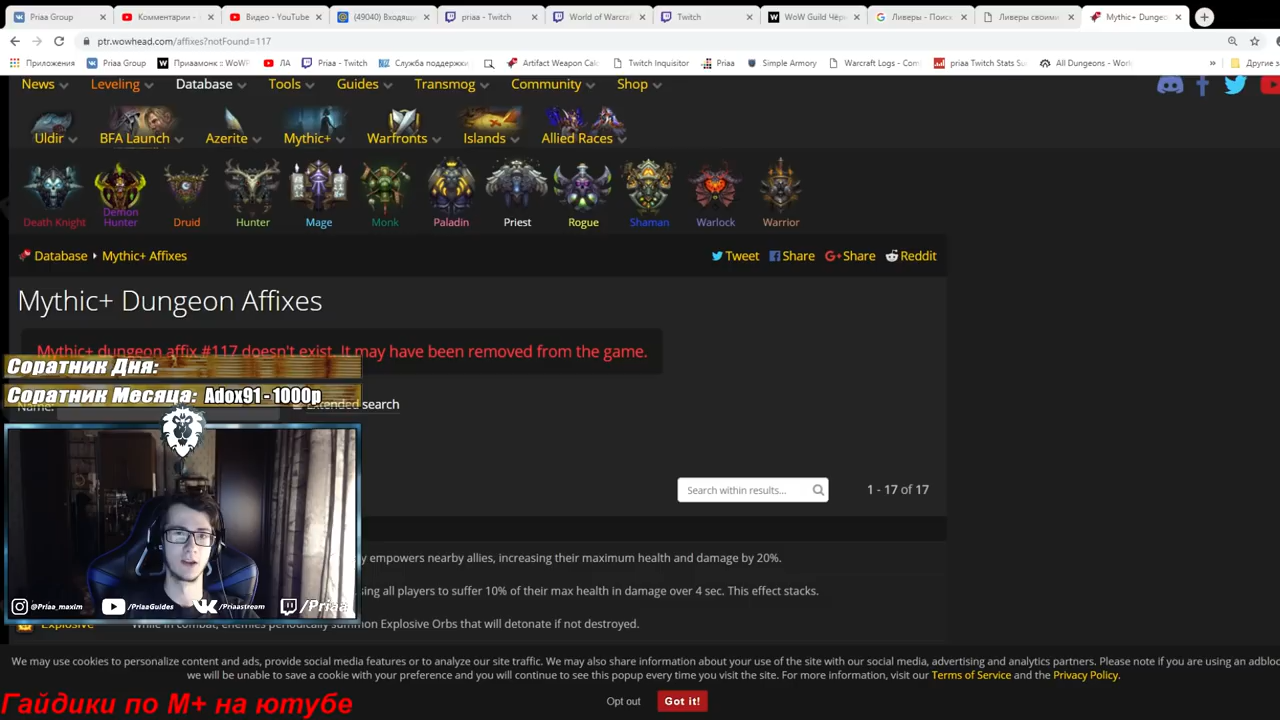 Priaa Group
Комментарии -
Видео - YouTube
(49040) Входящи
priaa - Twitch
World of Warcra
Twitch
WoW Guild Чёр
Ливеры - Поиск
Ливеры своими
Mythic+ Dunge
ptr.wowhead.com/affixes?notFound=117
Приложения
Priaa Group
Прииамонк :: WoWP
ЛА
Priaa - Twitch
Служба поддержки
Artifact Weapon Calc
Twitch Inquisitor
Priaa
Simple Armory
Warcraft Logs - Com
priaa Twitch Stats Su
All Dungeons - Worl
»
Другие за
News
Leveling
Database
Tools
Guides
Transmog
Community
Shop
Uldir
BFA Launch
Azerite
Mythic+
Warfronts
Islands
Allied Races
Death Knight
Demon Hunter
Druid
Hunter
Mage
Monk
Paladin
Priest
Rogue
Shaman
Warlock
Warrior
Database
Mythic+ Affixes
Tweet
Share
G+ Share
Reddit
Mythic+ Dungeon Affixes
Mythic+ dungeon affix #117 doesn't exist. It may have been removed from the game.
Соратник Дня:
Соратник Месяца: Adox91 - 1000р
Name:
Extended search
Search within results...
1 - 17 of 17
y empowers nearby allies, increasing their maximum health and damage by 20%.
sing all players to suffer 10% of their max health in damage over 4 sec. This effect stacks.
Explosive
While in combat, enemies periodically summon Explosive Orbs that will detonate if not destroyed.
@Priaa_maxim
/PriaaGuides
/Priaastream
/Priaa
We may use cookies to personalize content and ads, provide social media features or to analyze our site traffic. We may also share information about your use of the site with our social media, advertising and analytics partners. Please note if you are using an adbloc
we will be unable to save a cookie with your preference and you will continue to see this popup every time you visit the site. For more information, visit our Terms of Service and the Privacy Policy.
Opt out
Got it!
Гайдики по М+ на ютубе